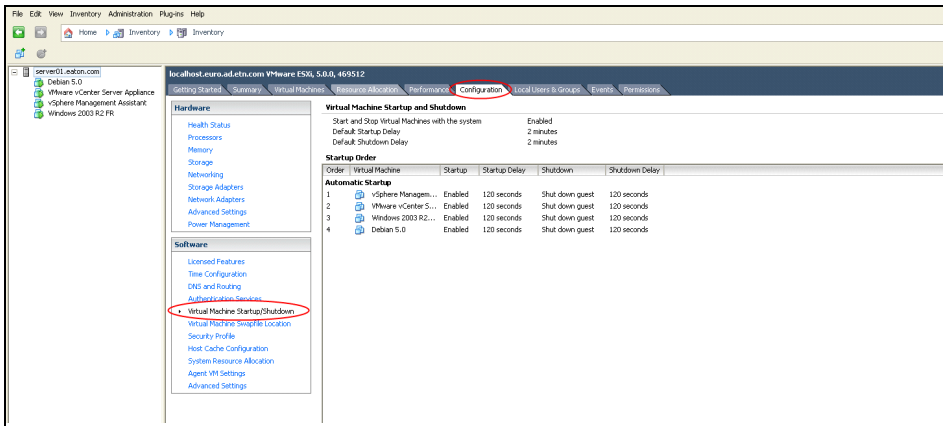 File Edit View Inventory Administration Plug-ins Help
Home Inventory Inventory
server01.eaton.com
Debian 5.0
VMware vCenter Server Appliance
vSphere Management Assistant
Windows 2003 R2 FR
localhost.euro.ad.etn.com VMware ESXi, 5.0.0, 469512
Getting Started Summary Virtual Machines Resource Allocation Performance Configuration Local Users & Groups Events Permissions
Hardware
Health Status
Processors
Memory
Storage
Networking
Storage Adapters
Network Adapters
Advanced Settings
Power Management
Software
Licensed Features
Time Configuration
DNS and Routing
Authentication Services
Virtual Machine Startup/Shutdown
Virtual Machine Swapfile Location
Security Profile
Host Cache Configuration
System Resource Allocation
Agent VM Settings
Advanced Settings
Virtual Machine Startup and Shutdown
Start and Stop Virtual Machines with the system Enabled
Default Startup Delay 2 minutes
Default Shutdown Delay 2 minutes
Startup Order
Order Virtual Machine Startup Startup Delay Shutdown Shutdown Delay
Automatic Startup
1 vSphere Managem... Enabled 120 seconds Shut down guest 120 seconds
2 VMware vCenter S... Enabled 120 seconds Shut down guest 120 seconds
3 Windows 2003 R2... Enabled 120 seconds Shut down guest 120 seconds
4 Debian 5.0 Enabled 120 seconds Shut down guest 120 seconds